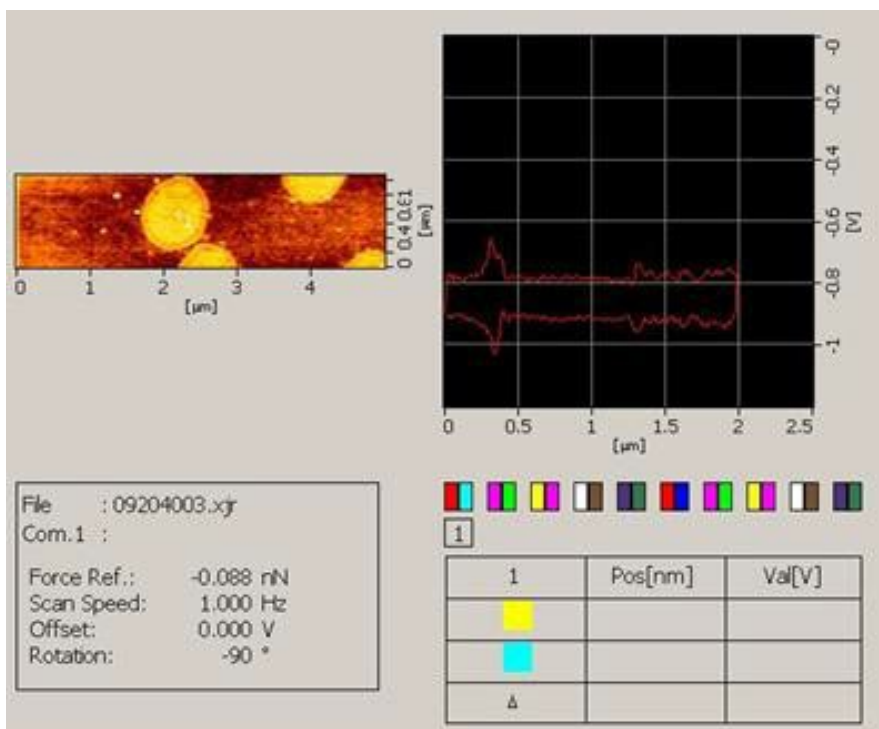 -0
-0.2
-0.4
-0.6
-0.8
-1
[V]
0 0.5 1 1.5 2 2.5
[μm]
0 0.4 0.81
[μm]
0 1 2 3 4
[μm]
File : 09204003.xjr
Com.1 :
Force Ref.: -0.088 nN
Scan Speed: 1.000 Hz
Offset: 0.000 V
Rotation: -90 °
1
1 Pos[nm] Val[V]
Δ